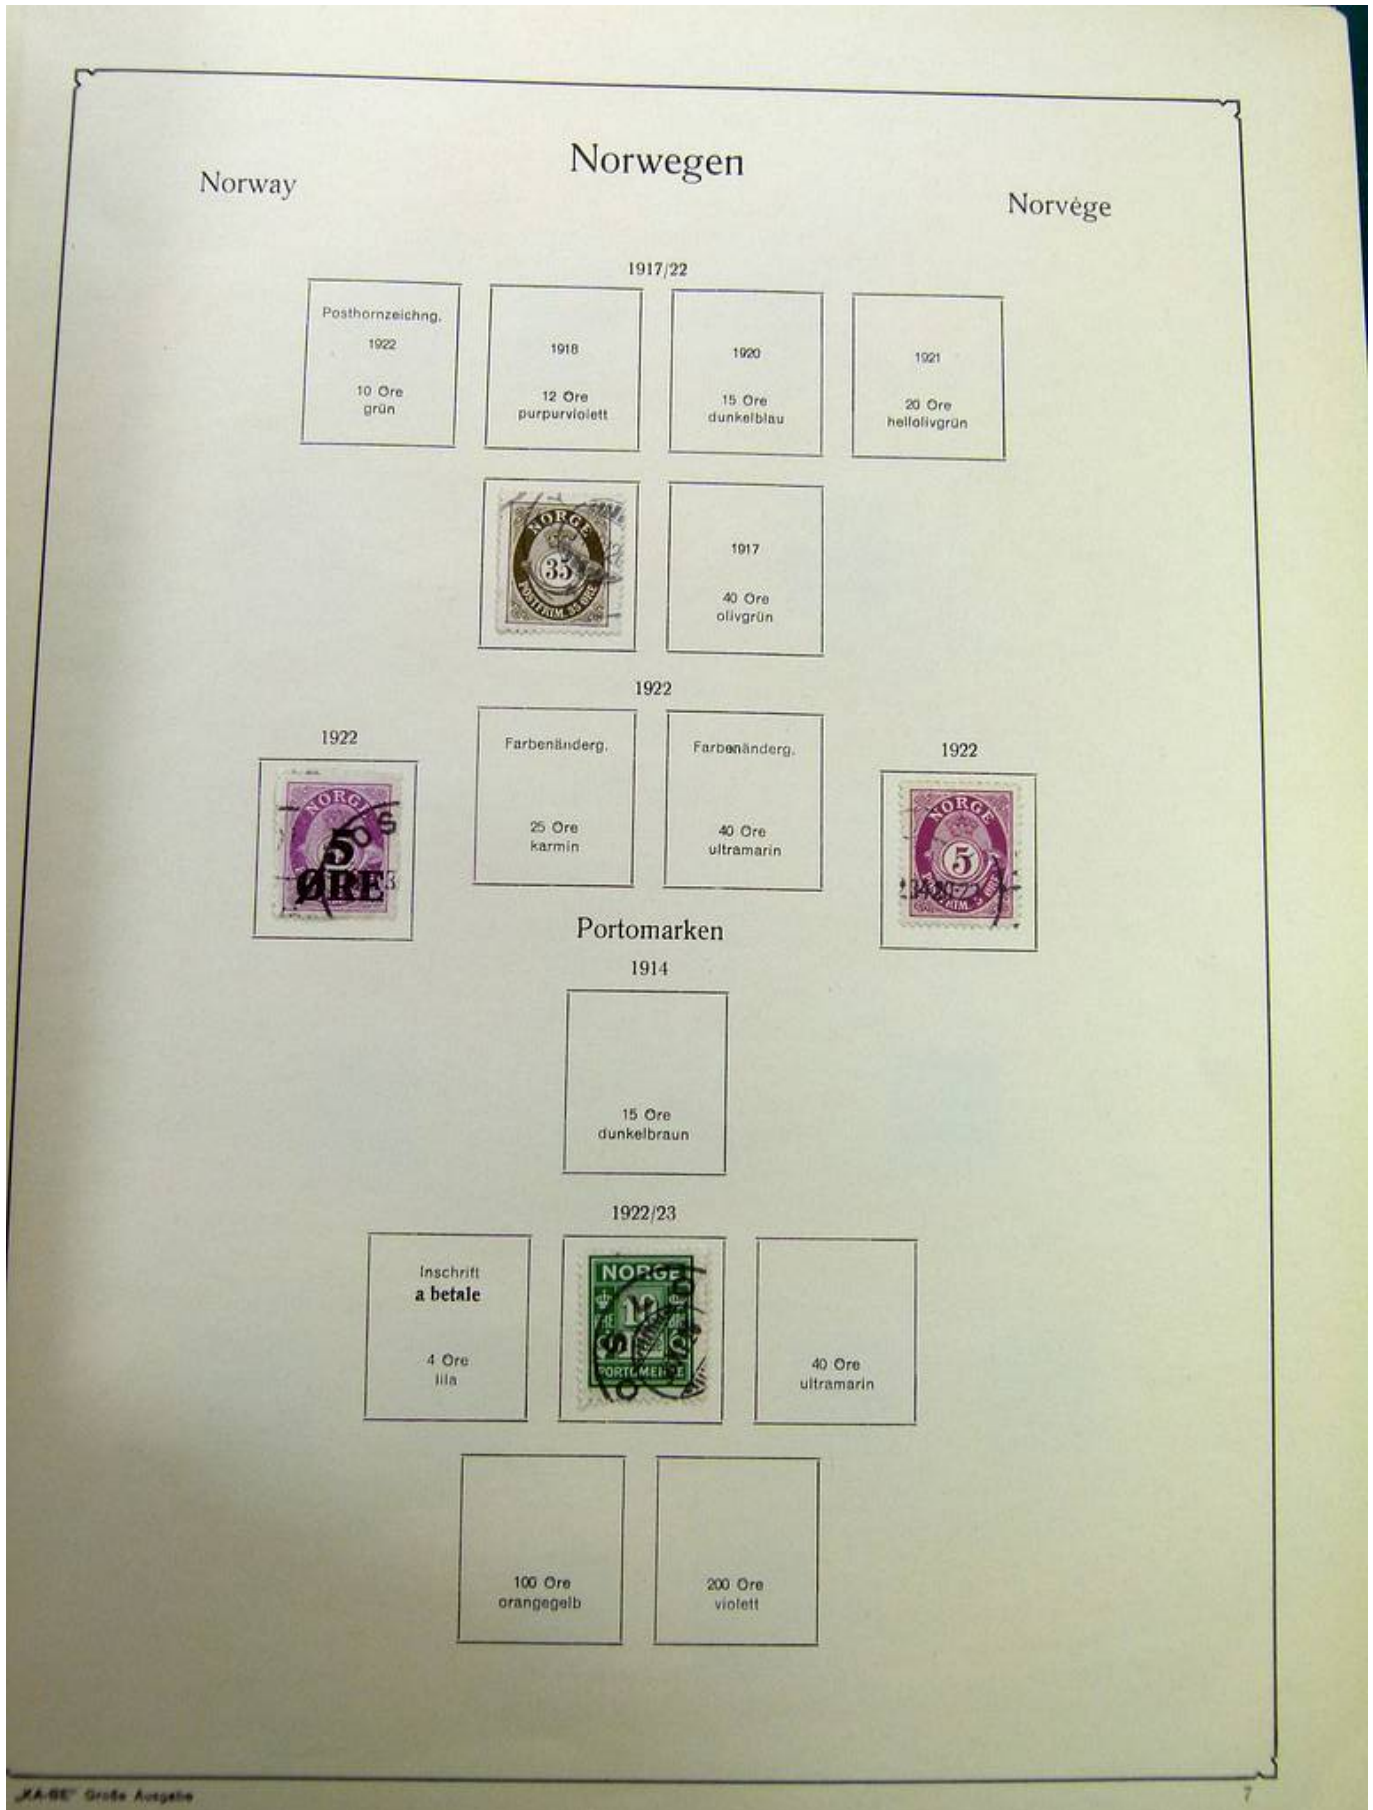 Norwegen
Norway
Norvége
1917/22
Posthornzeichng.
1922
10 Ore
grün
1918
12 Ore
purpurviolett
1920
15 Ore
dunkelblau
1921
20 Ore
hellolivgrün
NORGE
35
POSTFRIM. 35 ØRE
1917
40 Ore
olivgrün
1922
1922
NORGE
5
ØRE
Farbenänderg.
25 Ore
karmin
Farbenänderg.
40 Ore
ultramarin
1922
NORGE
5
Portomarken
1914
15 Ore
dunkelbraun
1922/23
Inschrift
a betale
4 Ore
lila
NORGE
10
PORTOMERKE
40 Ore
ultramarin
100 Ore
orangegelb
200 Ore
violett
„KA-BE“ Große Ausgabe
7